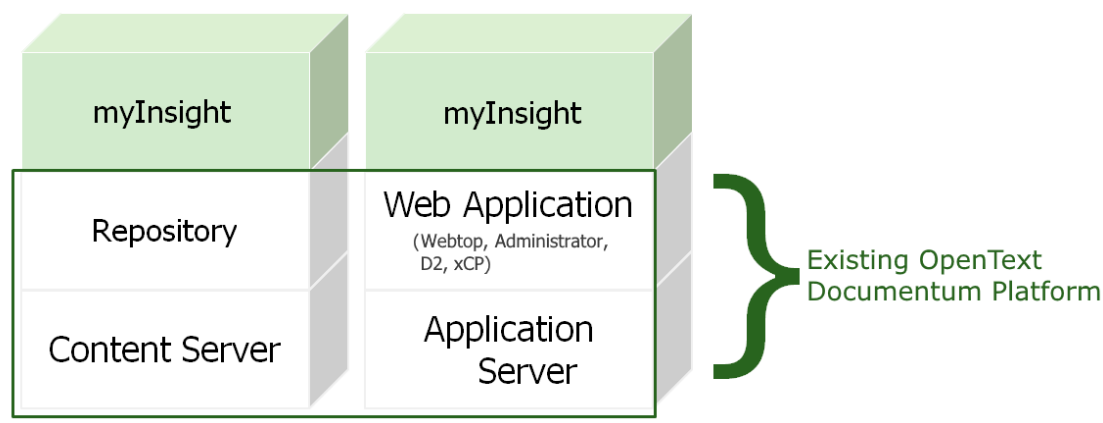 myInsight
myInsight
Repository
Web Application
(Webtop, Administrator,
D2, xCP)
Content Server
Application
Server
Existing OpenText
Documentum Platform